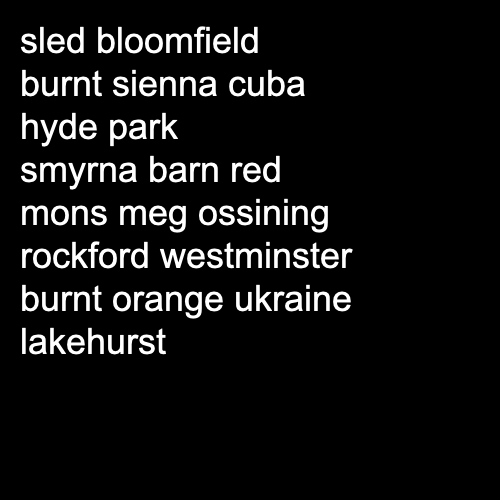 sled bloomfield
burnt sienna cuba
hyde park
smyrna barn red
mons meg ossining
rockford westminster
burnt orange ukraine
lakehurst